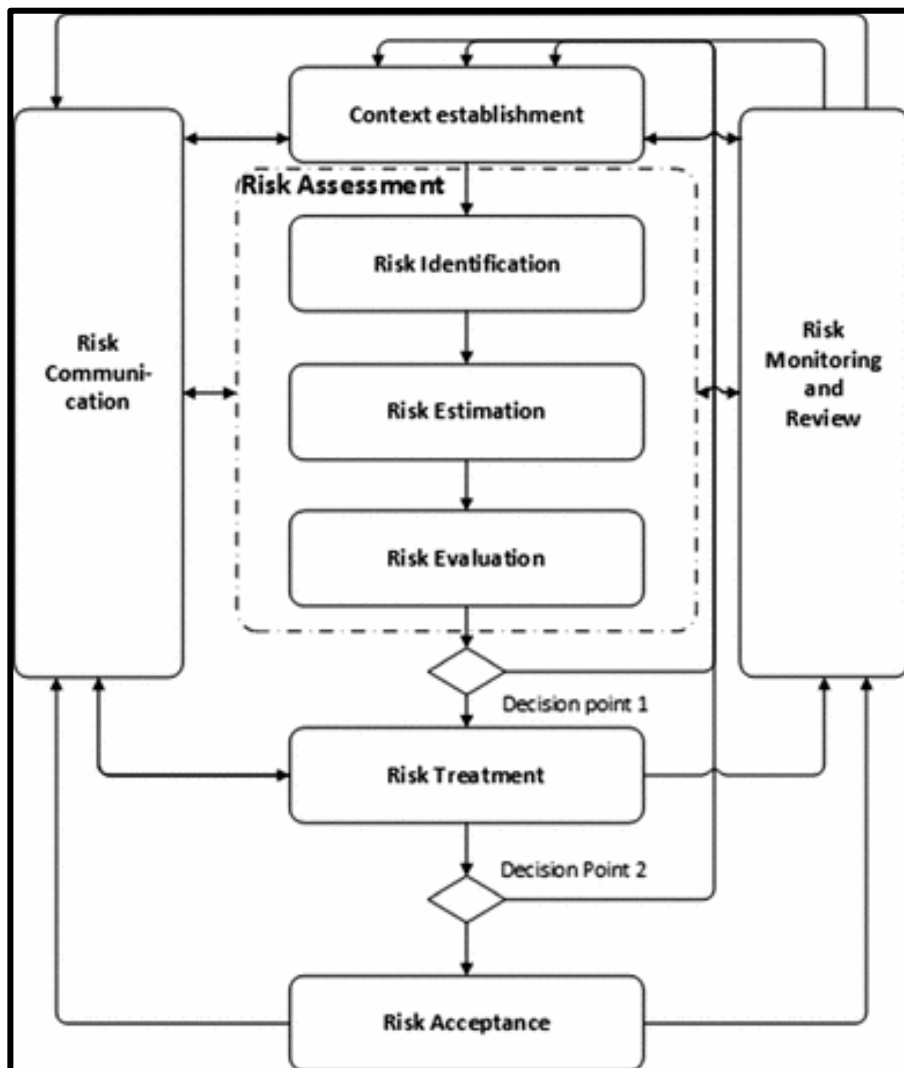 Context establishment
Risk Assessment
Risk Identification
Risk
Communi-
cation
Risk Estimation
Risk
Monitoring
and
Review
Risk Evaluation
Decision point 1
Risk Treatment
Decision Point 2
Risk Acceptance